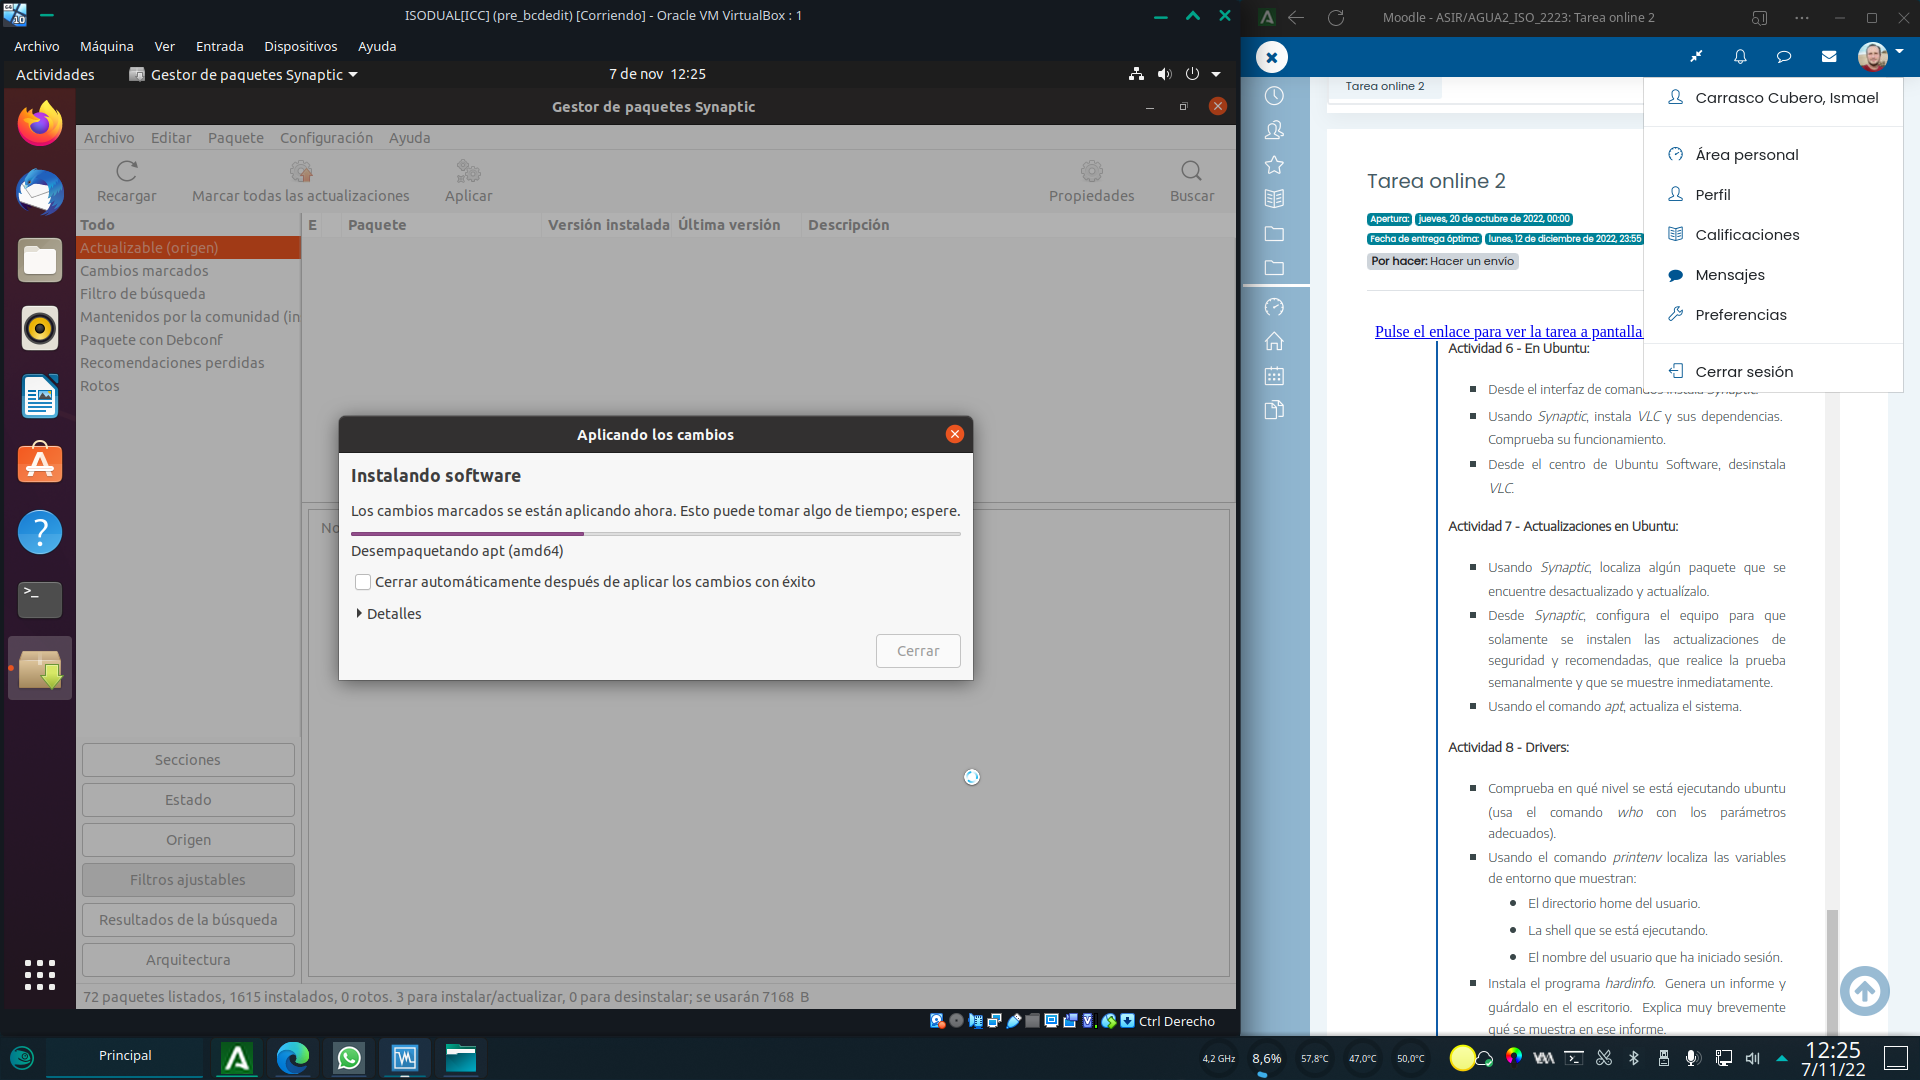 ISODUAL[ICC] (pre_bcdedit) [Corriendo] - Oracle VM VirtualBox : 1
Archivo Máquina Ver Entrada Dispositivos Ayuda
Actividades Gestor de paquetes Synaptic 7 de nov 12:25
Gestor de paquetes Synaptic
Archivo Editar Paquete Configuración Ayuda
Recargar Marcar todas las actualizaciones Aplicar Propiedades Buscar
Todo
Actualizable (origen)
Cambios marcados
Filtro de búsqueda
Mantenidos por la comunidad (in
Paquete con Debconf
Recomendaciones perdidas
Rotos
E Paquete Versión instalada Última versión Descripción
No
Aplicando los cambios
Instalando software
Los cambios marcados se están aplicando ahora. Esto puede tomar algo de tiempo; espere.
Desempaquetando apt (amd64)
Cerrar automáticamente después de aplicar los cambios con éxito
Detalles
Cerrar
Secciones
Estado
Origen
Filtros ajustables
Resultados de la búsqueda
Arquitectura
72 paquetes listados, 1615 instalados, 0 rotos. 3 para instalar/actualizar, 0 para desinstalar; se usarán 7168 B
Ctrl Derecho
Moodle - ASIR/AGUA2_ISO_2223: Tarea online 2
Tarea online 2
Tarea online 2
Apertura: jueves, 20 de octubre de 2022, 00:00
Fecha de entrega óptima: lunes, 12 de diciembre de 2022, 23:55
Por hacer: Hacer un envío
Carrasco Cubero, Ismael
Área personal
Perfil
Calificaciones
Mensajes
Preferencias
Cerrar sesión
Pulse el enlace para ver la tarea a pantalla
Actividad 6 - En Ubuntu:
Desde el interfaz de comandos instala Synaptic.
Usando Synaptic, instala VLC y sus dependencias.
Comprueba su funcionamiento.
Desde el centro de Ubuntu Software, desinstala
VLC.
Actividad 7 - Actualizaciones en Ubuntu:
Usando Synaptic, localiza algún paquete que se
encuentre desactualizado y actualízalo.
Desde Synaptic, configura el equipo para que
solamente se instalen las actualizaciones de
seguridad y recomendadas, que realice la prueba
semanalmente y que se muestre inmediatamente.
Usando el comando apt, actualiza el sistema.
Actividad 8 - Drivers:
Comprueba en qué nivel se está ejecutando ubuntu
(usa el comando who con los parámetros
adecuados).
Usando el comando printenv localiza las variables
de entorno que muestran:
El directorio home del usuario.
La shell que se está ejecutando.
El nombre del usuario que ha iniciado sesión.
Instala el programa hardinfo. Genera un informe y
guárdalo en el escritorio. Explica muy brevemente
qué se muestra en ese informe.
Principal
4,2 GHz 8,6% 57,8°C 47,0°C 50,0°C
12:25
7/11/22